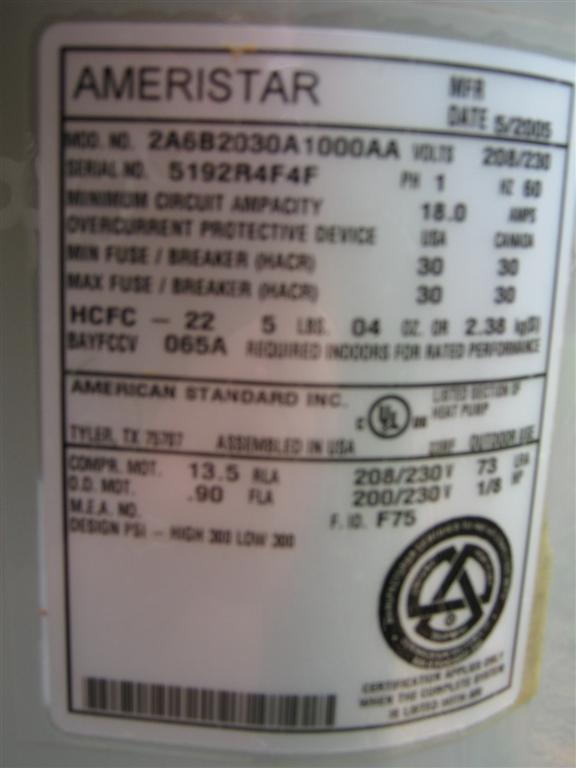 AMERISTAR
MFR
DATE 5/2005
MOD. NO. 2A6B2030A1000AA VOLTS 208/230
SERIAL NO. 5192R4F4F PH 1 HZ 60
MINIMUM CIRCUIT AMPACITY 18.0 AMPS
OVERCURRENT PROTECTIVE DEVICE USA CANADA
MIN FUSE / BREAKER (HACR) 30 30
MAX FUSE / BREAKER (HACR) 30 30
HCFC - 22 5 LBS. 04 OZ. OR 2.38 kg(S)
BAYFCCV 065A REQUIRED INDOORS FOR RATED PERFORMANCE
AMERICAN STANDARD INC.
C UL US LISTED SECTION OF
HEAT PUMP
TYLER, TX 75707 ASSEMBLED IN USA OUTDOOR USE
COMPR. MOT. 13.5 RLA 208/230 V 73 LRA
O.D. MOT. .90 FLA 200/230 V 1/8 HP
M.E.A. NO. F. ID. F75
DESIGN PSI - HIGH 300 LOW 300
CERTIFICATION APPLIES ONLY
WHEN THE COMPLETE SYSTEM
IS LISTED WITH ARI